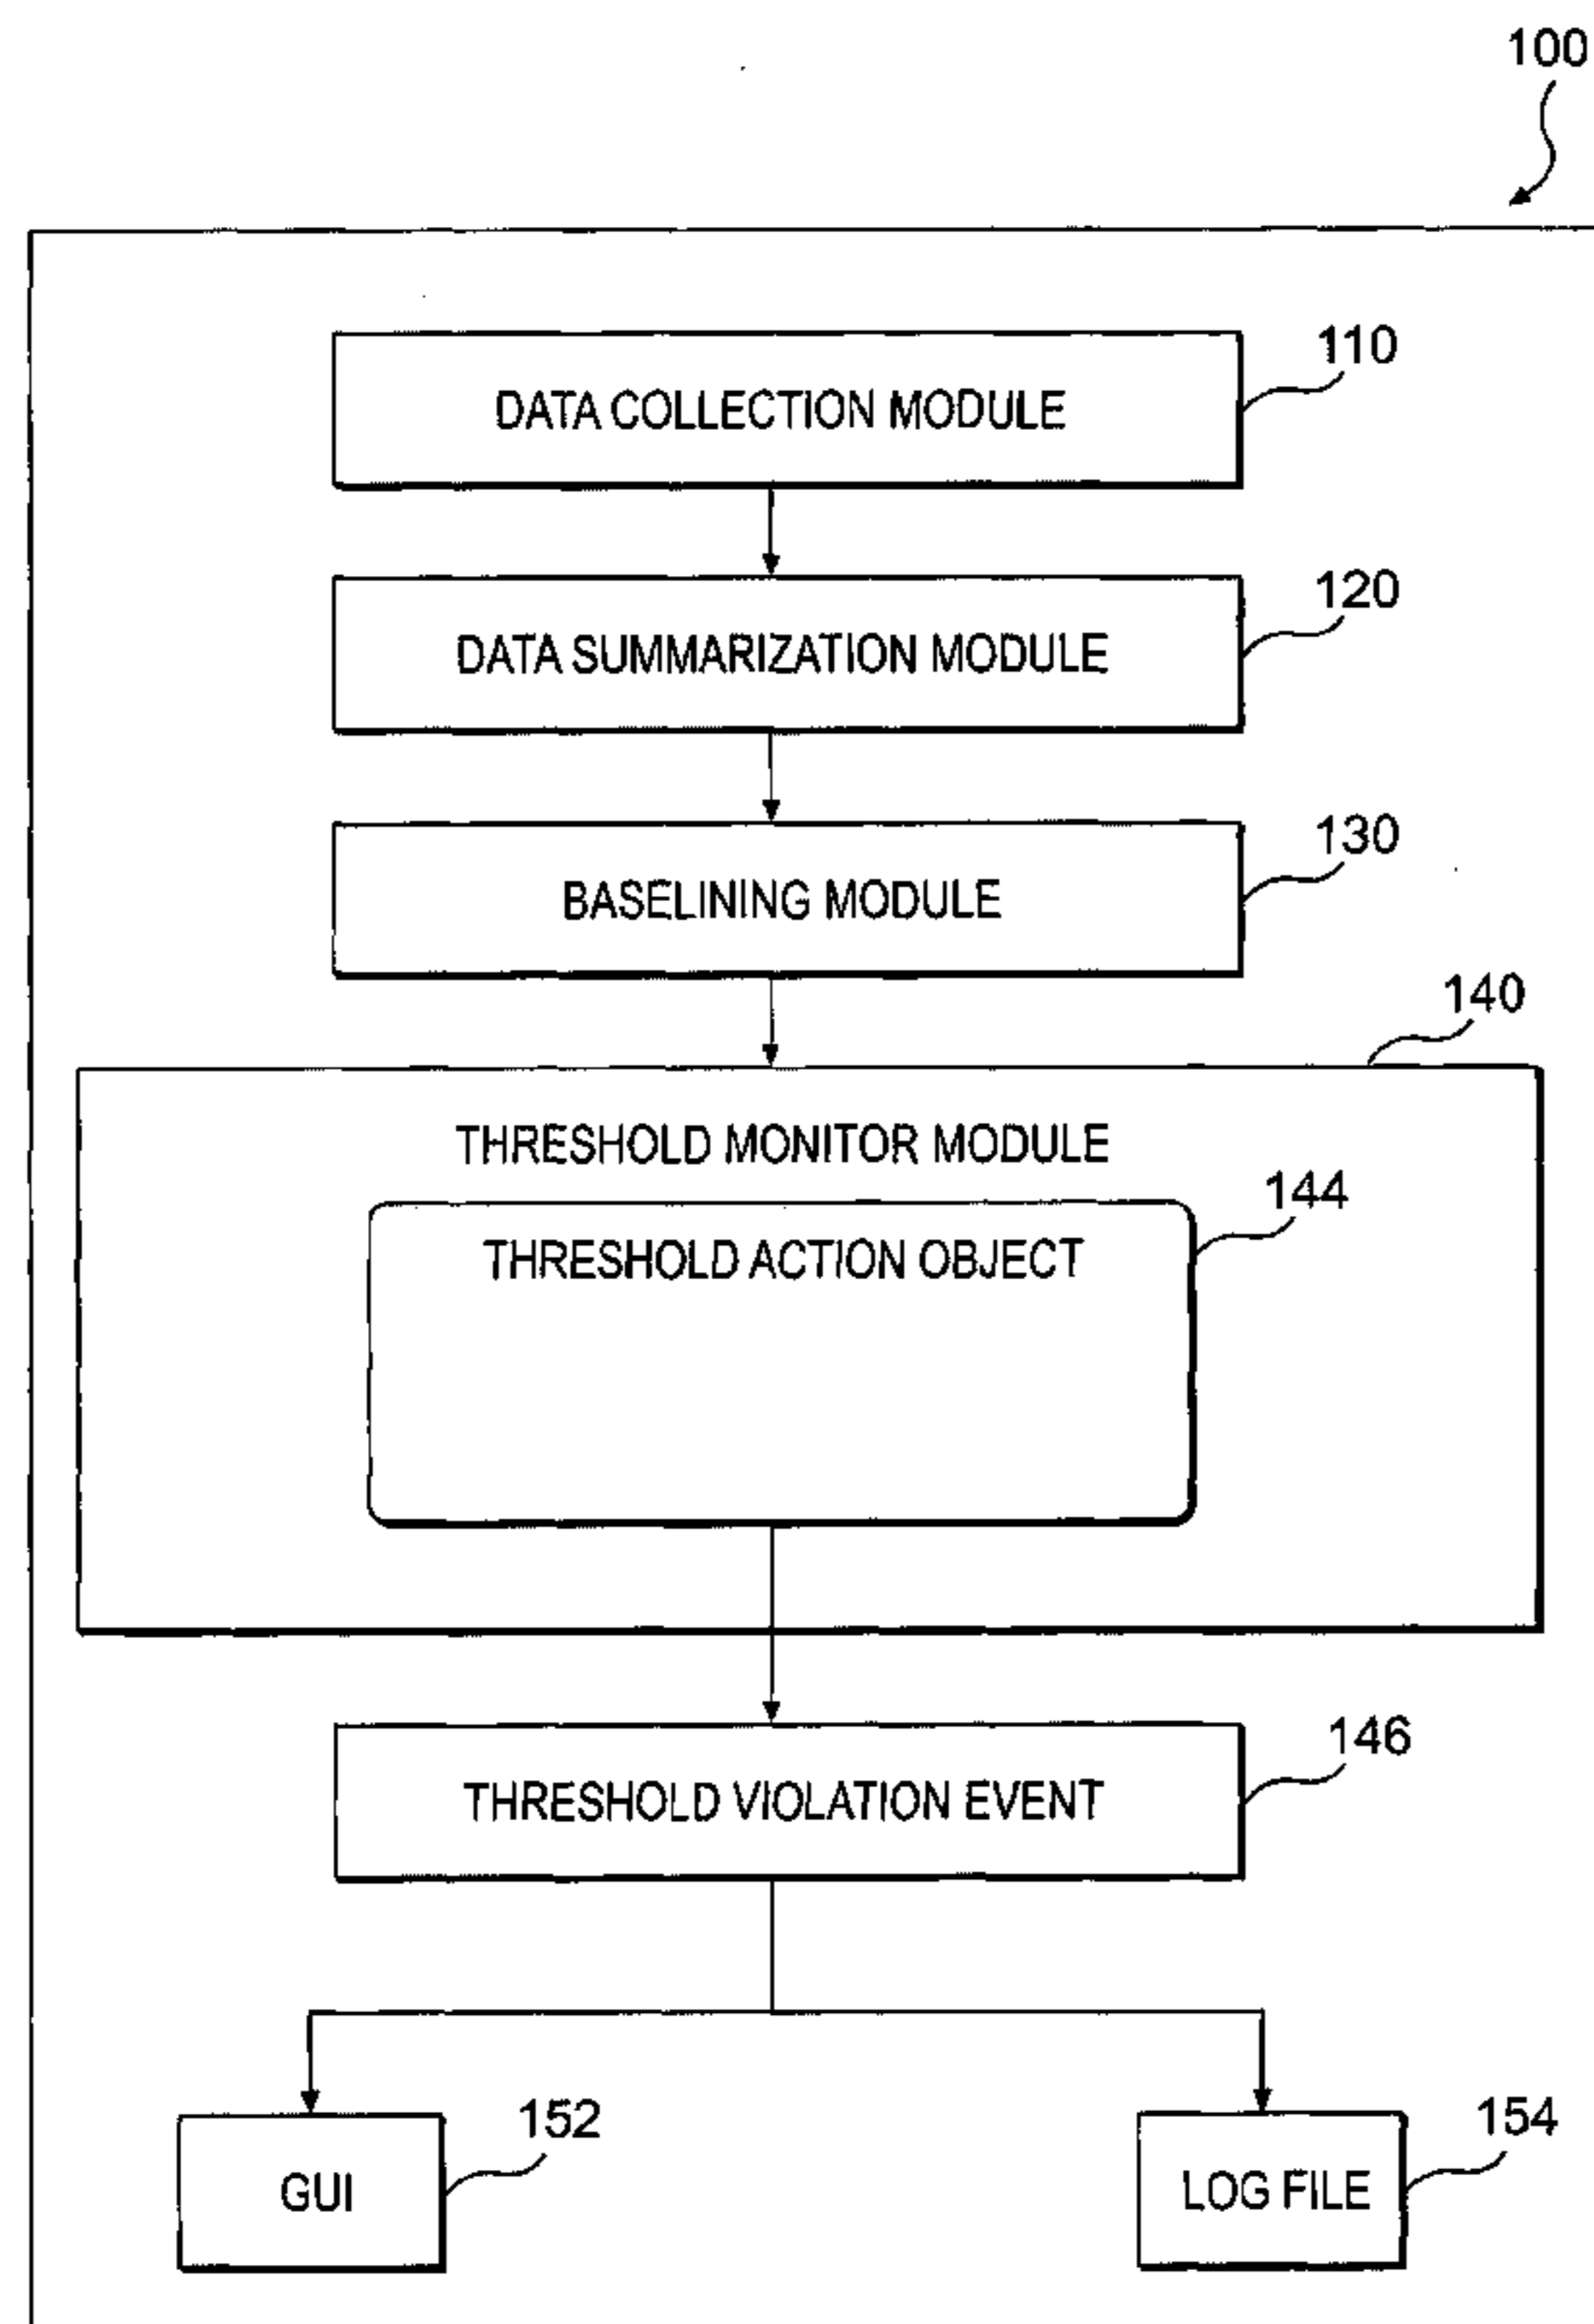 100
110
DATA COLLECTION MODULE
120
DATA SUMMARIZATION MODULE
130
BASELINING MODULE
140
THRESHOLD MONITOR MODULE
144
THRESHOLD ACTION OBJECT
146
THRESHOLD VIOLATION EVENT
152
154
GUI
LOG FILE